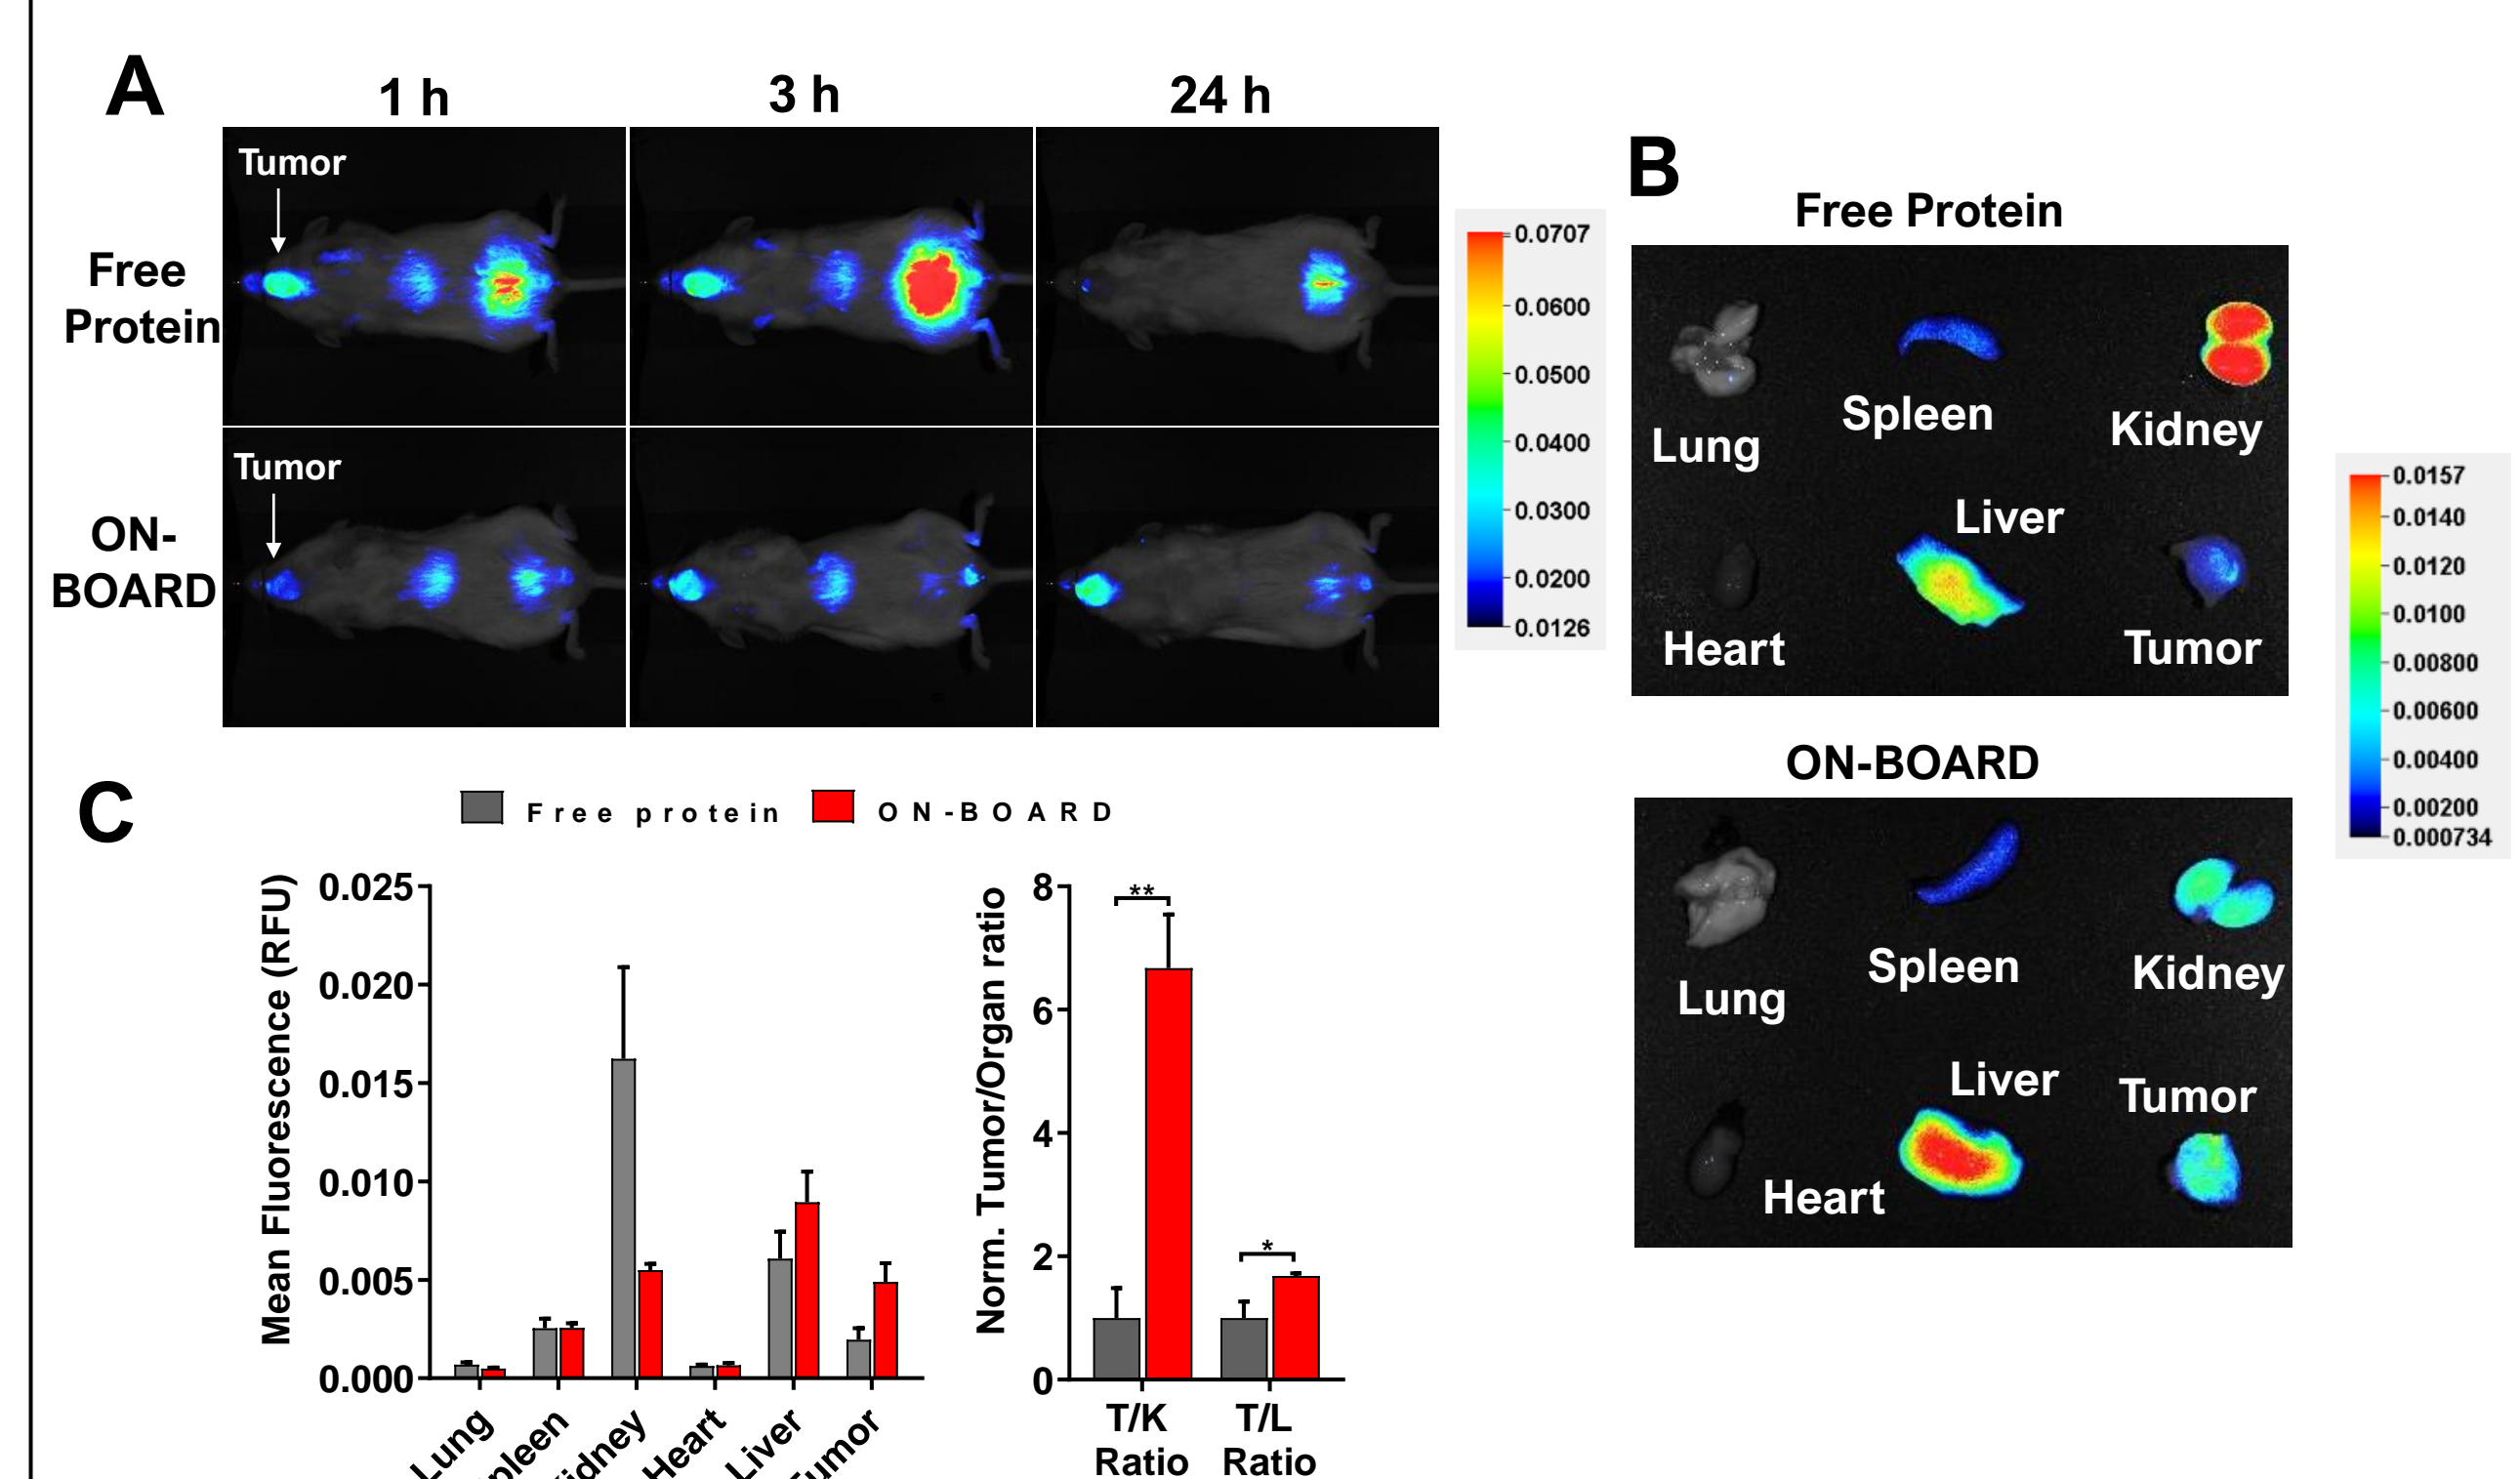 A
1 h
3 h
24 h
Tumor
Free
Protein
Tumor
ON-
BOARD
0.0707
0.0600
0.0500
0.0400
0.0300
0.0200
0.0126
B
Free Protein
Lung
Spleen
Kidney
Heart
Liver
Tumor
0.0157
0.0140
0.0120
0.0100
0.00800
0.00600
0.00400
0.00200
0.000734
ON-BOARD
Lung
Spleen
Kidney
Heart
Liver
Tumor
C
Free protein
ON-BOARD
Mean Fluorescence (RFU)
0.025
0.020
0.015
0.010
0.005
0.000
Lung
pleen
idney
Heart
Liver
umor
Norm. Tumor/Organ ratio
8
6
4
2
0
**
*
T/K
Ratio
T/L
Ratio